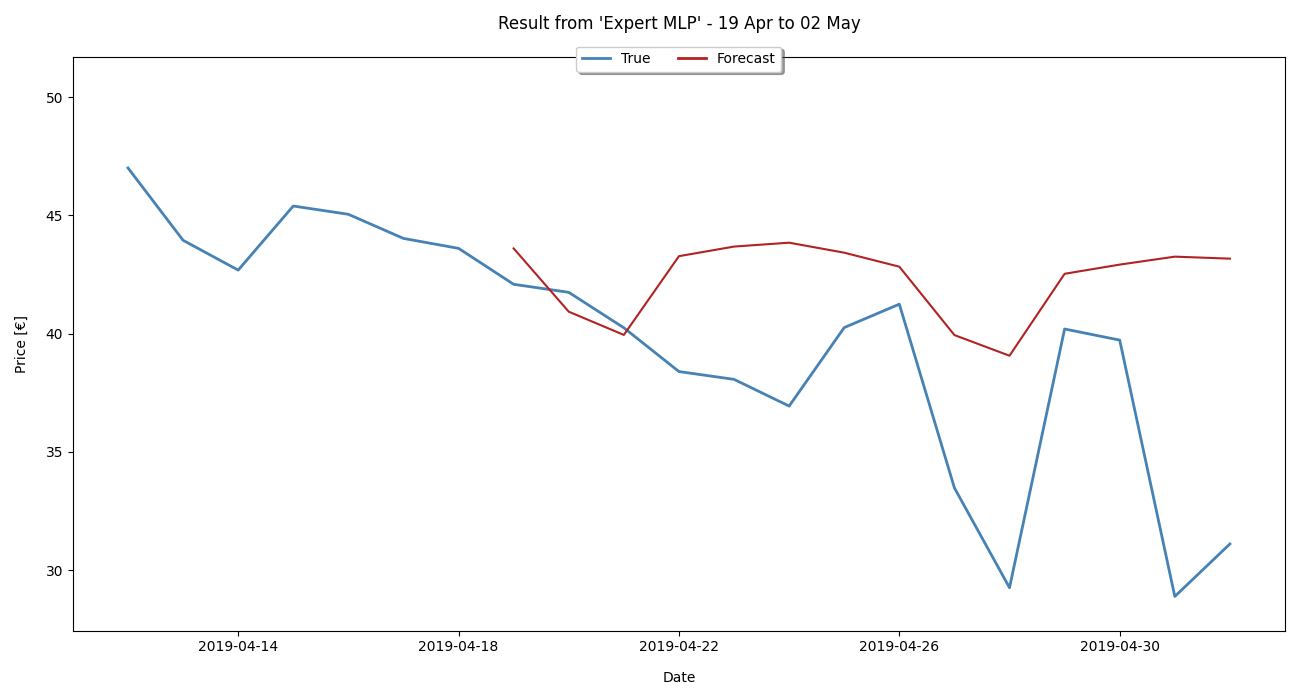 Result from 'Expert MLP' - 19 Apr to 02 May
True Forecast
50
45
40
35
30
Price [€]
2019-04-14 2019-04-18 2019-04-22 2019-04-26 2019-04-30
Date